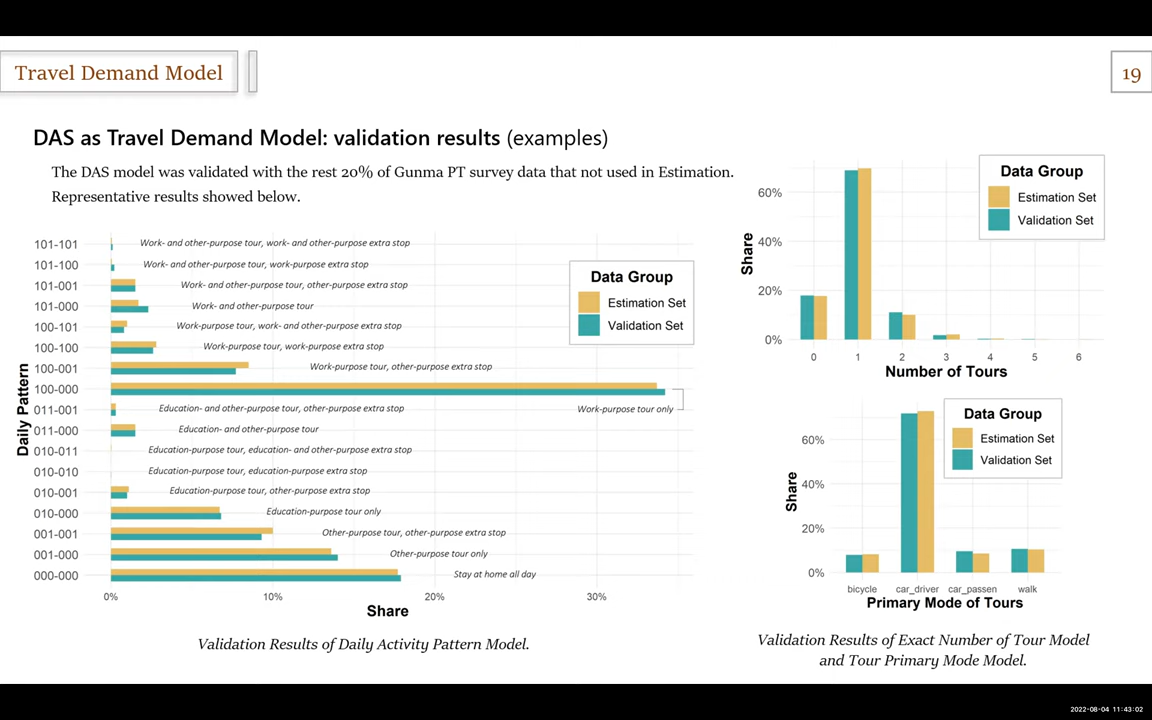 Travel Demand Model
19
DAS as Travel Demand Model: validation results (examples)
The DAS model was validated with the rest 20% of Gunma PT survey data that not used in Estimation.
Representative results showed below.
Daily Pattern
101-101 Work- and other-purpose tour, work- and other-purpose extra stop
101-100 Work- and other-purpose tour, work-purpose extra stop
101-001 Work- and other-purpose tour, other-purpose extra stop
101-000 Work- and other-purpose tour
100-101 Work-purpose tour, work- and other-purpose extra stop
100-100 Work-purpose tour, work-purpose extra stop
100-001 Work-purpose tour, other-purpose extra stop
100-000
Work-purpose tour only
011-001 Education- and other-purpose tour, other-purpose extra stop
011-000 Education- and other-purpose tour
010-011 Education-purpose tour, education- and other-purpose extra stop
010-010 Education-purpose tour, education-purpose extra stop
010-001 Education-purpose tour, other-purpose extra stop
010-000 Education-purpose tour only
001-001 Other-purpose tour, other-purpose extra stop
001-000 Other-purpose tour only
000-000 Stay at home all day
0% 10% 20% 30%
Share
Data Group
Estimation Set
Validation Set
Validation Results of Daily Activity Pattern Model.
Data Group
Estimation Set
Validation Set
Share
60%
40%
20%
0%
0 1 2 3 4 5 6
Number of Tours
Data Group
Estimation Set
Validation Set
Share
60%
40%
20%
0%
bicycle car_driver car_passen walk
Primary Mode of Tours
Validation Results of Exact Number of Tour Model
and Tour Primary Mode Model.
2022-08-04 11:43:02